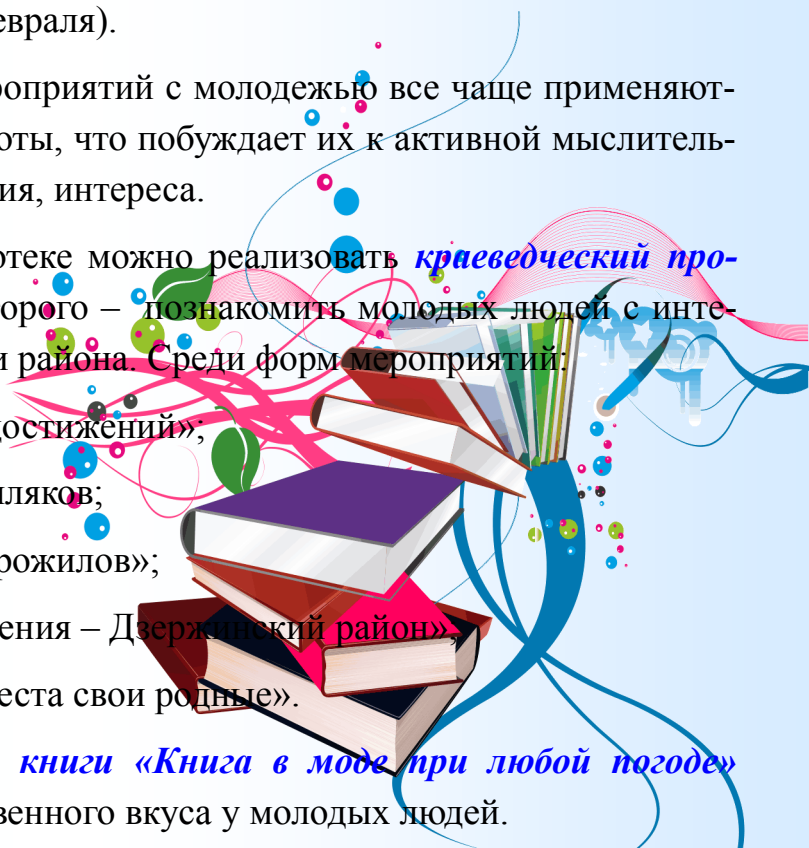 евраля).
роприятий с молодежью все чаще применяют-
оты, что побуждает их к активной мыслитель-
ия, интереса.
отеке можно реализовать краеведческий про-
орого – познакомить молодых людей с инте-
и района. Среди форм мероприятий:
достижений»;
мляков;
рожилов»;
ения – Дзержинский район»;
еста свои родные».
книги «Книга в моде при любой погоде»
венного вкуса у молодых людей.